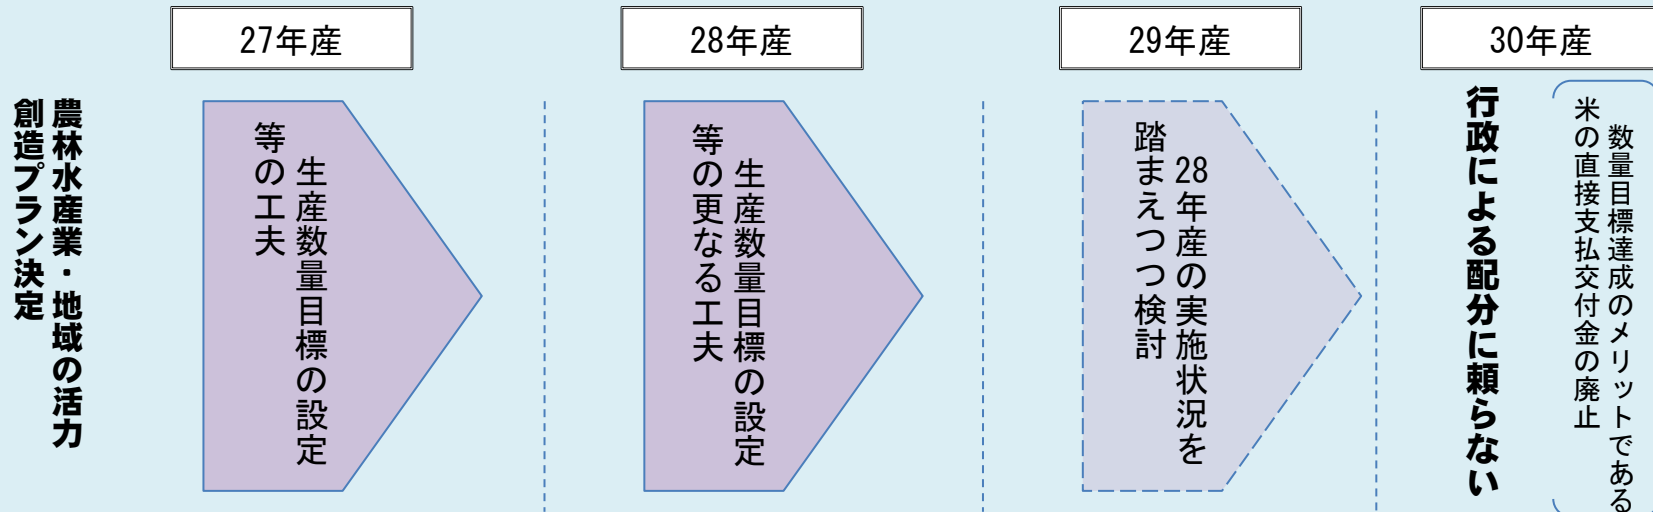 27年産
28年産
29年産
30年産
農林水産業・地域の活力
創造プラン決定
生産数量目標の設定
等の工夫
生産数量目標の設定
等の更なる工夫
28年産の実施状況を
踏まえつつ検討
行政による配分に頼らない
数量目標達成のメリットである
米の直接支払交付金の廃止